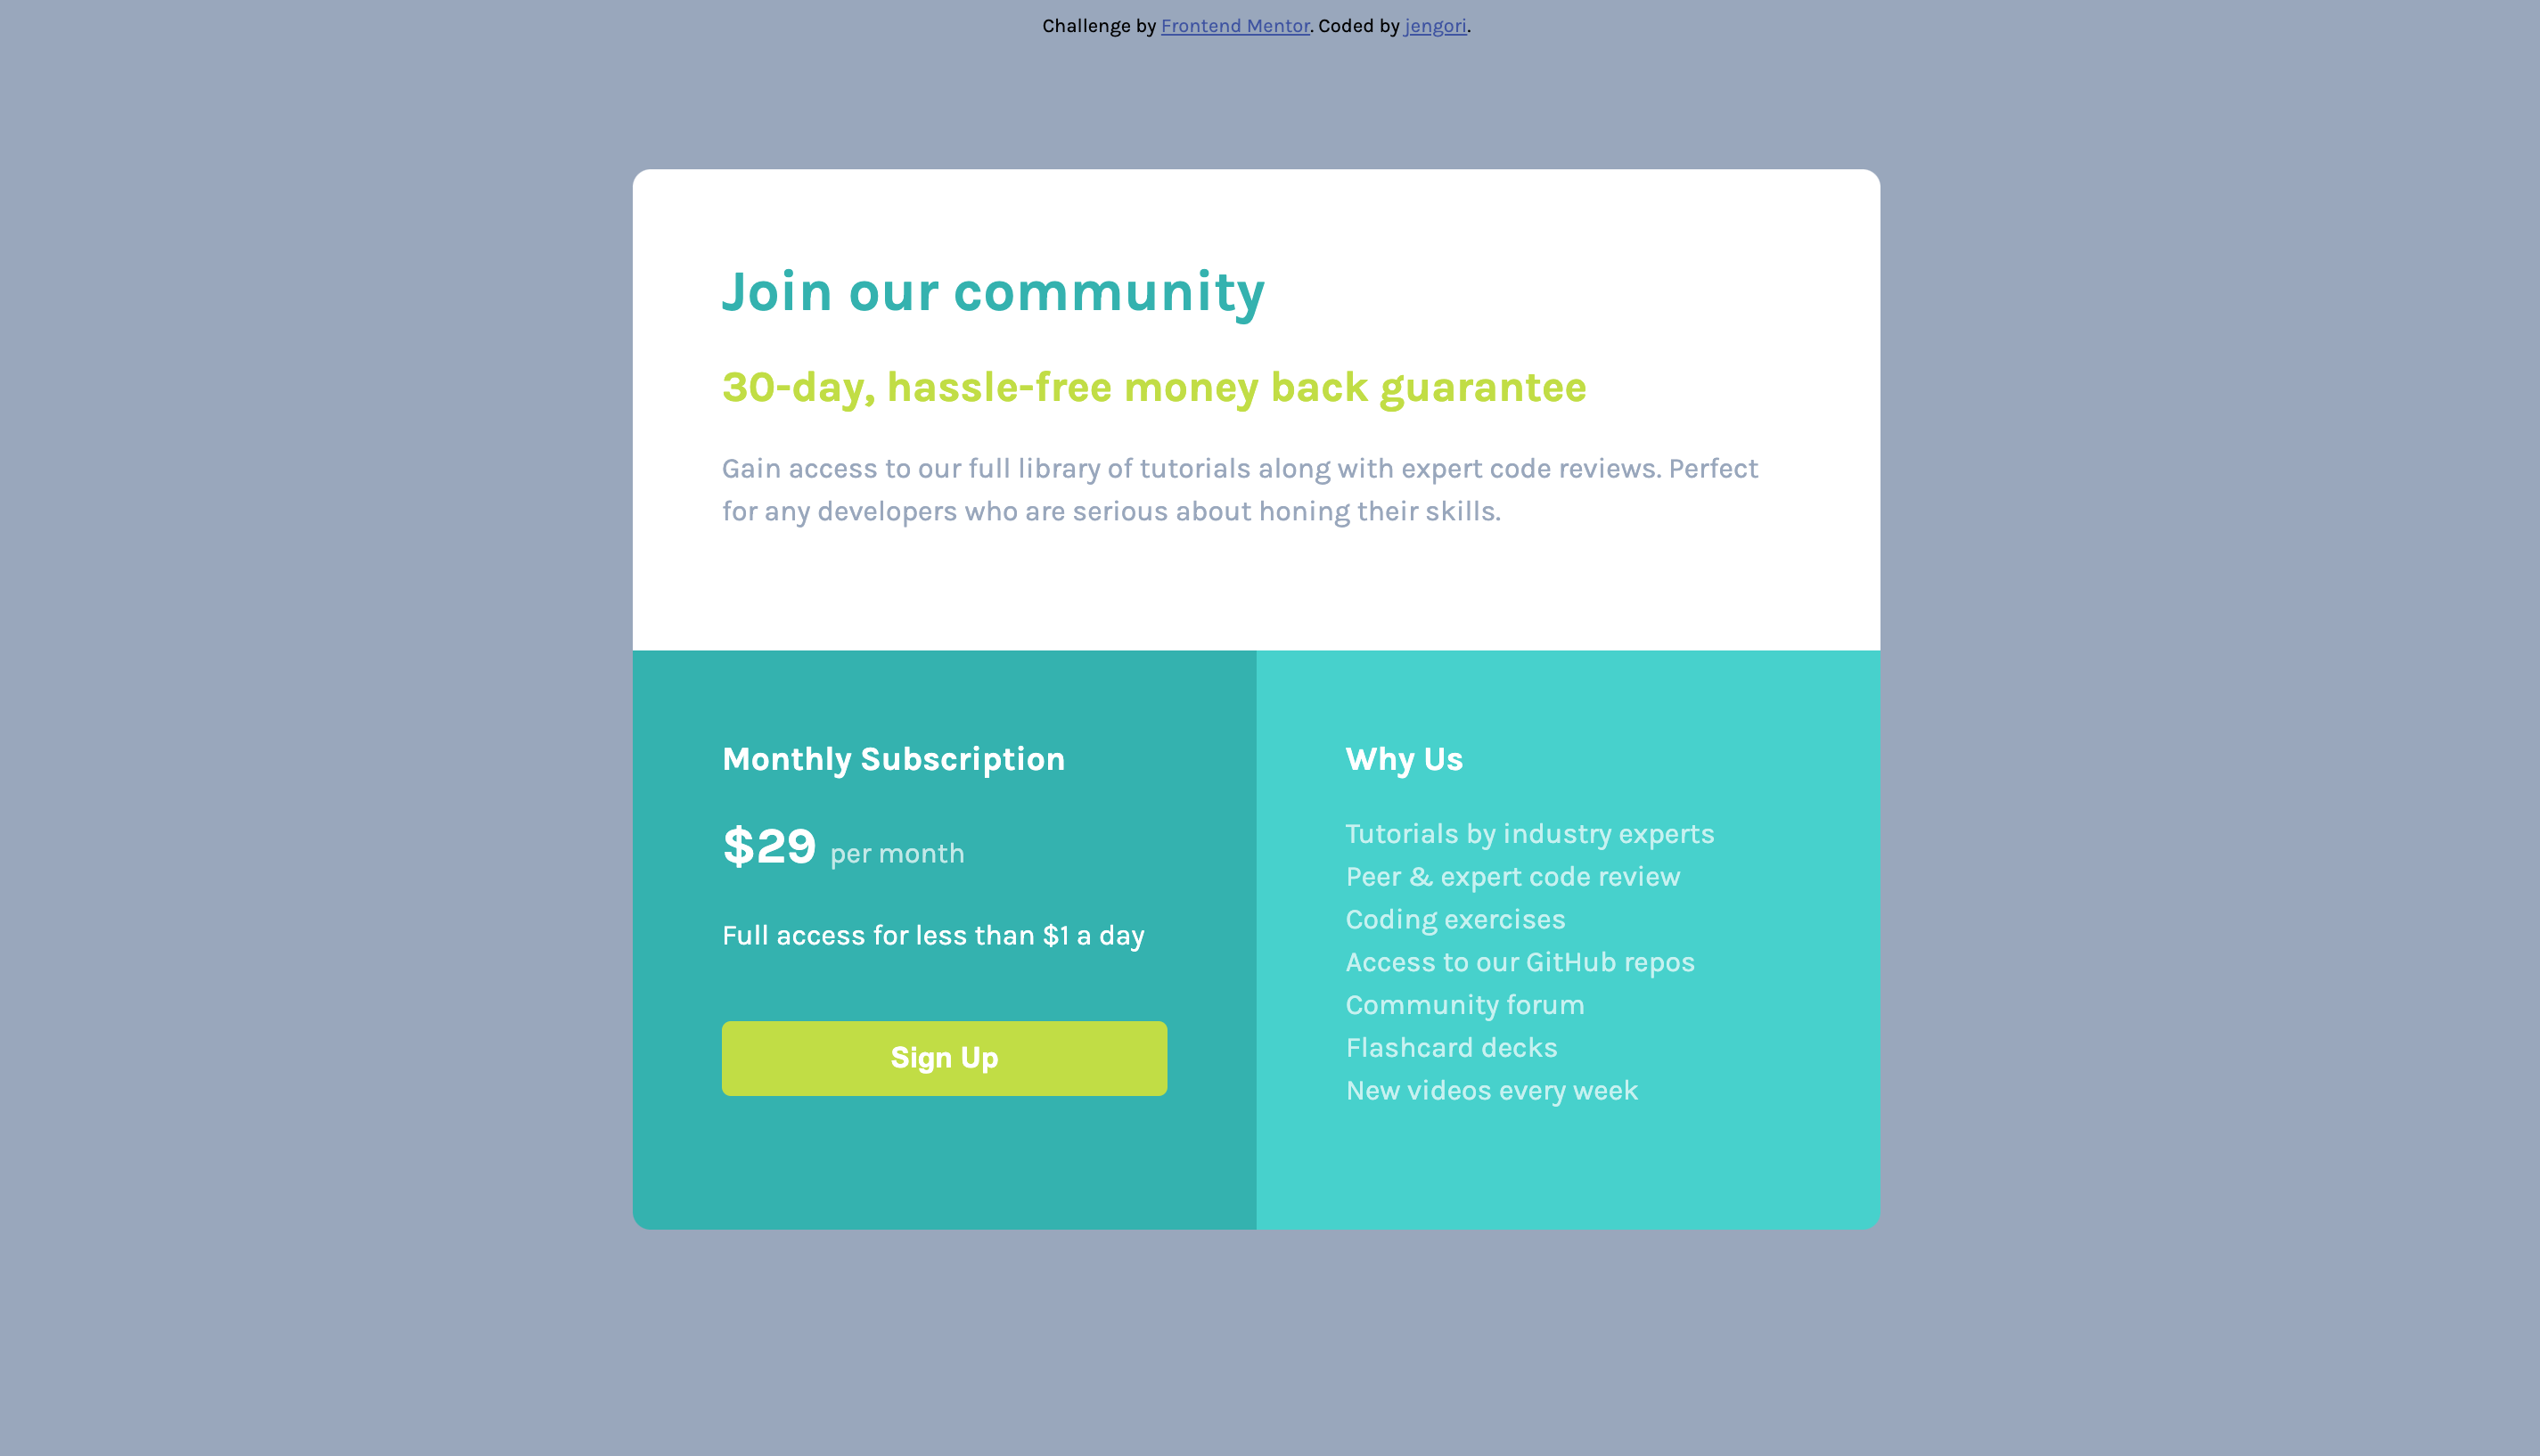 Challenge by Frontend Mentor. Coded by jengori.
Join our community
30-day, hassle-free money back guarantee
Gain access to our full library of tutorials along with expert code reviews. Perfect
for any developers who are serious about honing their skills.
Monthly Subscription
$29 per month
Full access for less than $1 a day
Sign Up
Why Us
Tutorials by industry experts
Peer & expert code review
Coding exercises
Access to our GitHub repos
Community forum
Flashcard decks
New videos every week